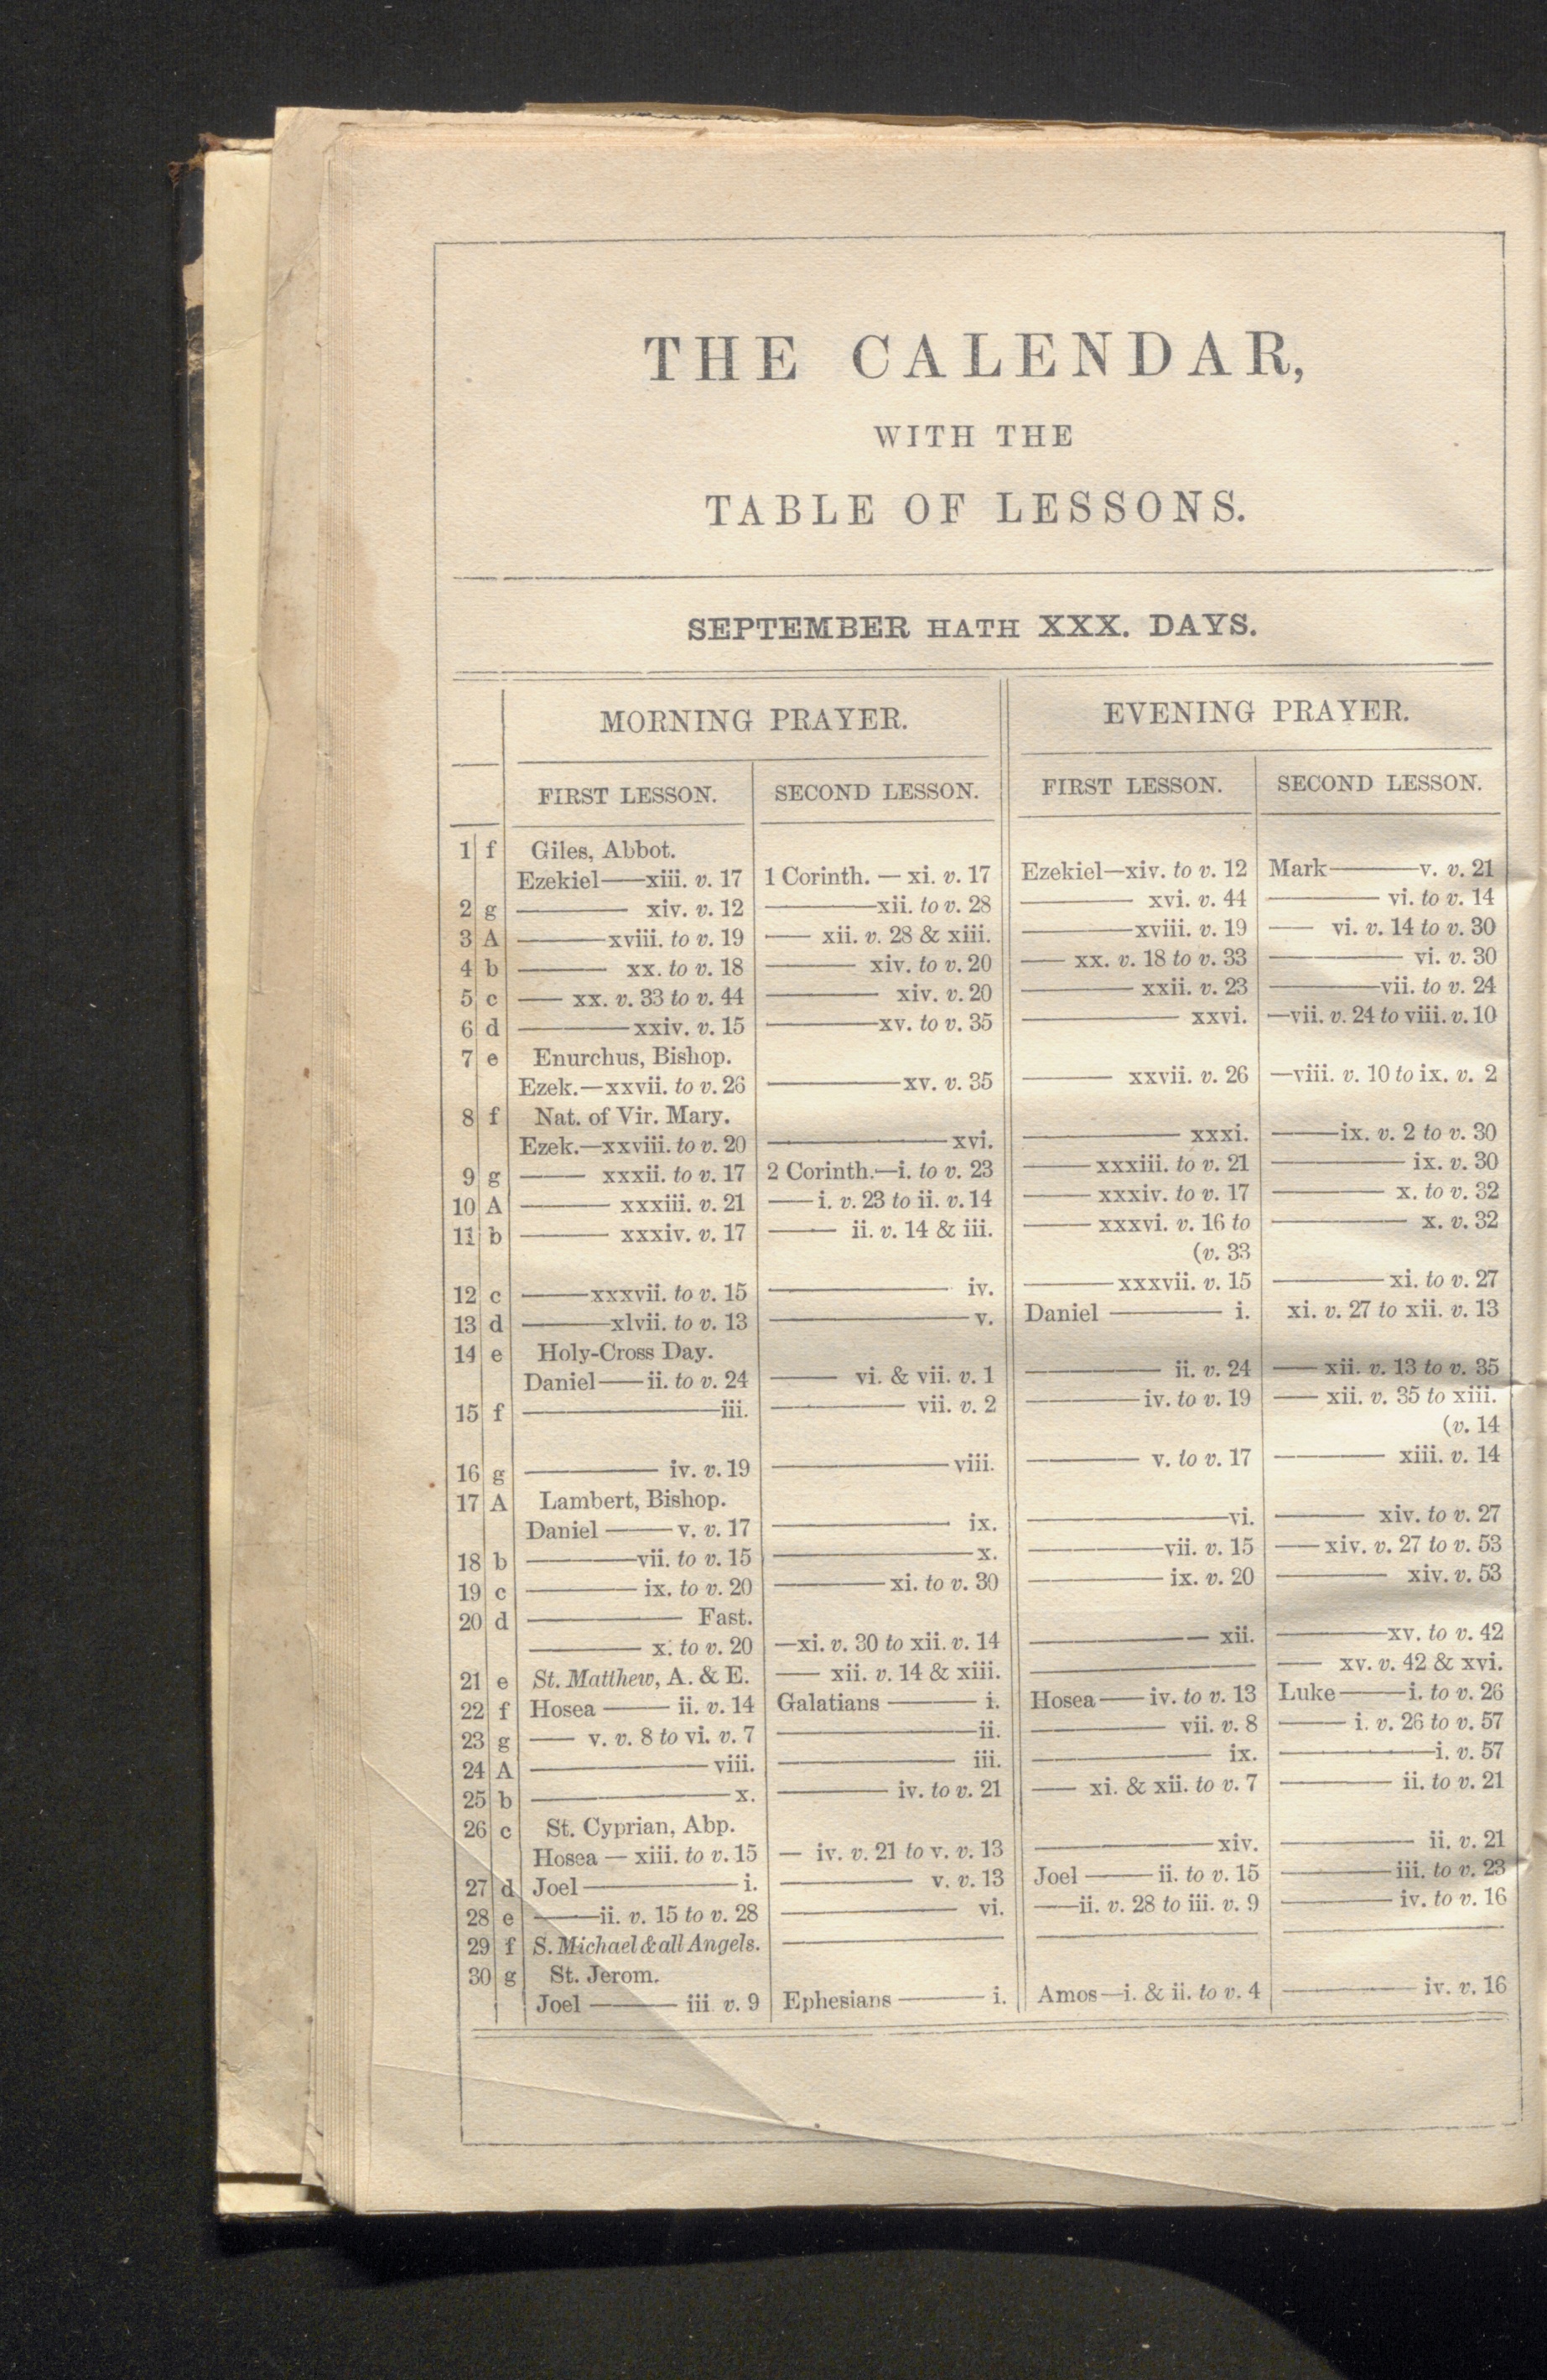 THE CALENDAR,
WITH THE
TABLE OF LESSONS.
SEPTEMBER HATH XXX. DAYS.
MORNING PRAYER. EVENING PRAYER.
FIRST LESSON. SECOND LESSON. FIRST LESSON. SECOND LESSON.
1 f Giles, Abbot.
Ezekiel——xiii. v. 17 1 Corinth. — xi. v. 17 Ezekiel—xiv. to v. 12 Mark———v. v. 21
2 g ——— xiv. v. 12 ———xii. to v. 28 ——— xvi. v. 44 ——— vi. to v. 14
3 A ———xviii. to v. 19 —— xii. v. 28 & xiii. ———xviii. v. 19 —— vi. v. 14 to v. 30
4 b ——— xx. to v. 18 ——— xiv. to v. 20 —— xx. v. 18 to v. 33 ——— vi. v. 30
5 c —— xx. v. 33 to v. 44 ——— xiv. v. 20 ——— xxii. v. 23 ———vii. to v. 24
6 d ———xxiv. v. 15 ———xv. to v. 35 ——— xxvi. —vii. v. 24 to viii. v. 10
7 e Enurchus, Bishop.
Ezek.—xxvii. to v. 26 ———xv. v. 35 ——— xxvii. v. 26 —viii. v. 10 to ix. v. 2
8 f Nat. of Vir. Mary.
Ezek.—xxviii. to v. 20 ———xvi. ——— xxxi. ——ix. v. 2 to v. 30
9 g —— xxxii. to v. 17 2 Corinth.—i. to v. 23 ——xxxiii. to v. 21 ——— ix. v. 30
10 A ——— xxxiii. v. 21 —— i. v. 23 to ii. v. 14 ——xxxiv. to v. 17 ——— x. to v. 32
11 b ——— xxxiv. v. 17 —— ii. v. 14 & iii. ——xxxvi. v. 16 to ——— x. v. 32
(v. 33
12 c ——xxxvii. to v. 15 ——— iv. ———xxxvii. v. 15 ———xi. to v. 27
13 d ———xlvii. to v. 13 ———v. Daniel ——— i. xi. v. 27 to xii. v. 13
14 e Holy-Cross Day.
Daniel——ii. to v. 24 —— vi. & vii. v. 1 ——— ii. v. 24 ——xii. v. 13 to v. 35
15 f ———iii. ——— vii. v. 2 ———iv. to v. 19 —— xii. v. 35 to xiii.
(v. 14
16 g ——— iv. v. 19 ———viii. ——— v. to v. 17 ——— xiii. v. 14
17 A Lambert, Bishop.
Daniel —— v. v. 17 ——— ix. ———vi. ——— xiv. to v. 27
18 b ———vii. to v. 15 ———x. ———vii. v. 15 ——xiv. v. 27 to v. 53
19 c ——— ix. to v. 20 ———xi. to v. 30 ——— ix. v. 20 ——— xiv. v. 53
20 d ——— Fast.
——— x. to v. 20 —xi. v. 30 to xii. v. 14 ——— xii. ———xv. to v. 42
21 e St. Matthew, A. & E. —— xii. v. 14 & xiii. ——— —— xv. v. 42 & xvi.
22 f Hosea —— ii. v. 14 Galatians ——— i. Hosea——iv. to v. 13 Luke——i. to v. 26
23 g —— v. v. 8 to vi. v. 7 ———ii. ——— vii. v. 8 —— i. v. 26 to v. 57
24 A ———viii. ——— iii. ——— ix. ———i. v. 57
25 b ———x. ——— iv. to v. 21 —— xi. & xii. to v. 7 ——— ii. to v. 21
26 c St. Cyprian, Abp.
Hosea — xiii. to v. 15 — iv. v. 21 to v. v. 13 ———xiv. ——— ii. v. 21
27 d Joel ——— i. ——— v. v. 13 Joel —— ii. to v. 15 ———iii. to v. 23
28 e ——ii. v. 15 to v. 28 ——— vi. ——ii. v. 28 to iii. v. 9 ———iv. to v. 16
29 f S. Michael & all Angels. ——— ——— ———
30 g St. Jerom.
Joel ——— iii v. 9 Ephesians ——— i. Amos—i. & ii. to v. 4 ——— iv. v. 16